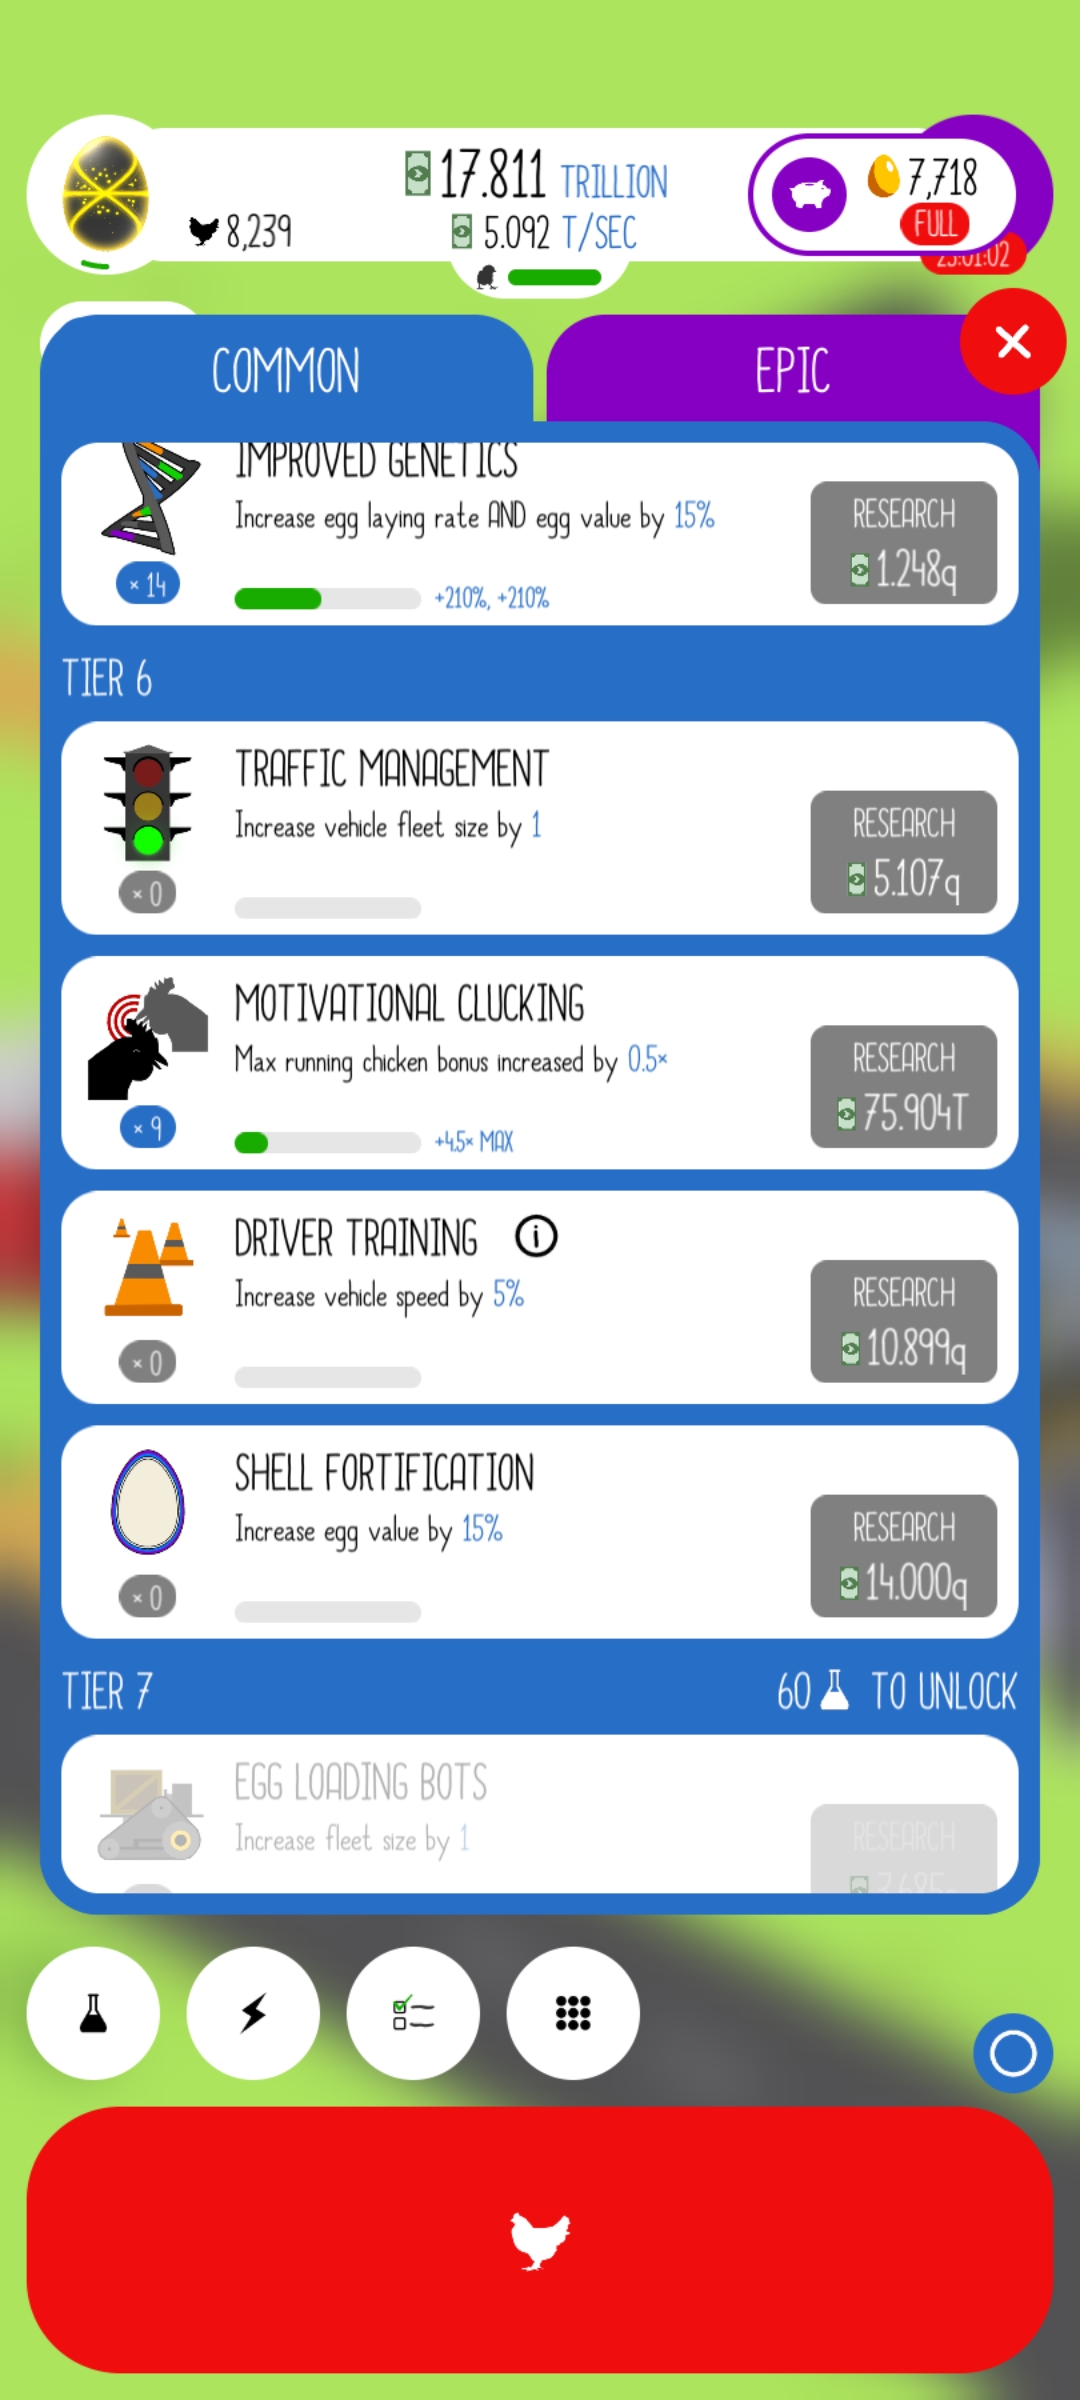 17.811 TRILLION
7,718
8,239
5.092 T/SEC
FULL
23:01:02
COMMON
EPIC
IMPROVED GENETICS
Increase egg laying rate AND egg value by 15%
RESEARCH
1.248q
× 14
+210%, +210%
TIER 6
TRAFFIC MANAGEMENT
Increase vehicle fleet size by 1
RESEARCH
5.107q
× 0
MOTIVATIONAL CLUCKING
Max running chicken bonus increased by 0.5×
RESEARCH
75.904T
× 9
+4.5× MAX
DRIVER TRAINING
Increase vehicle speed by 5%
RESEARCH
10.899q
× 0
SHELL FORTIFICATION
Increase egg value by 15%
RESEARCH
14.000q
× 0
TIER 7
60 TO UNLOCK
EGG LOADING BOTS
Increase fleet size by 1
RESEARCH